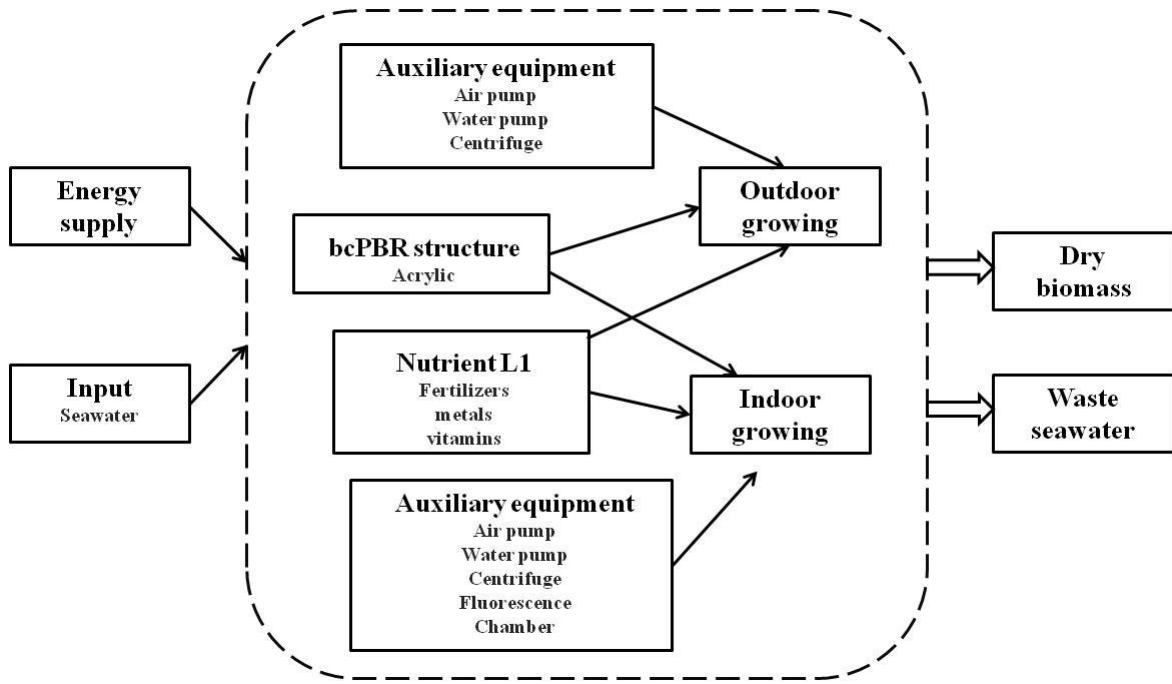 Energy
supply
Input
Seawater
Auxiliary equipment
Air pump
Water pump
Centrifuge
bcPBR structure
Acrylic
Nutrient L1
Fertilizers
metals
vitamins
Auxiliary equipment
Air pump
Water pump
Centrifuge
Fluorescence
Chamber
Outdoor
growing
Indoor
growing
Dry
biomass
Waste
seawater